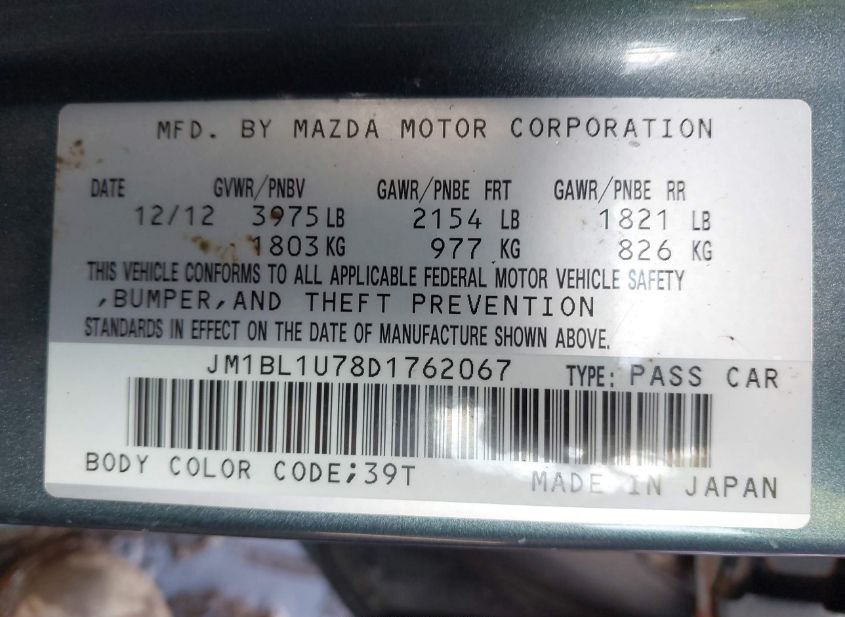 MFD. BY MAZDA MOTOR CORPORATION
DATE GVWR/PNBV GAWR/PNBE FRT GAWR/PNBE RR
12/12 3975 LB 2154 LB 1821 LB
1803 KG 977 KG 826 KG
THIS VEHICLE CONFORMS TO ALL APPLICABLE FEDERAL MOTOR VEHICLE SAFETY
,BUMPER,AND THEFT PREVENTION
STANDARDS IN EFFECT ON THE DATE OF MANUFACTURE SHOWN ABOVE.
JM1BL1U78D1762067 TYPE: PASS CAR
BODY COLOR CODE;39T MADE IN JAPAN